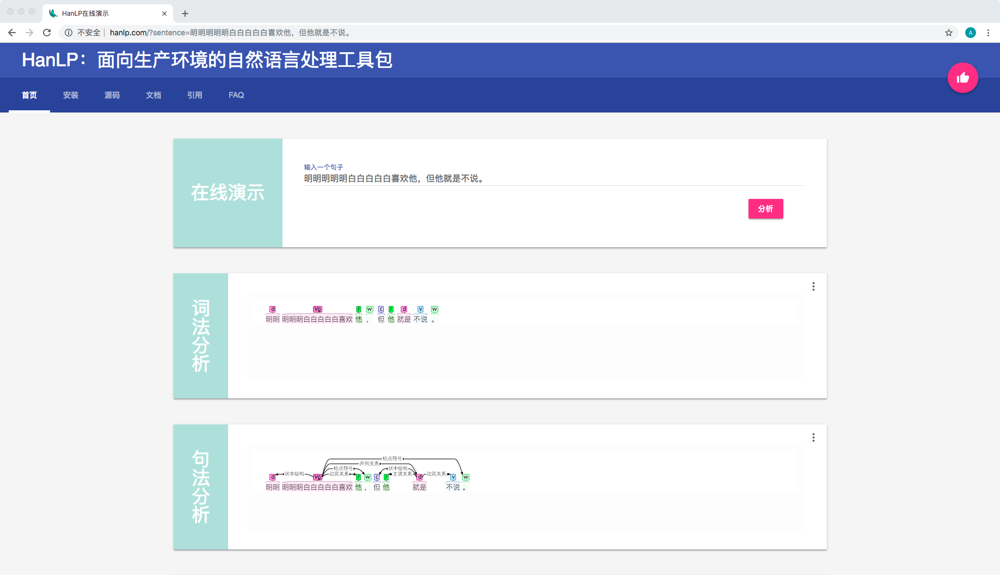 HanLP在线演示
不安全 hanlp.com/?sentence=明明明明明白白白白白喜欢他，但他就是不说。
A
HanLP：面向生产环境的自然语言处理工具包
首页 安装 源码 文档 引用 FAQ
在线演示
输入一个句子
明明明明明白白白白白喜欢他，但他就是不说。
分析
词法分析
d Vg r w c r d v w
明明 明明明白白白白白喜欢 他 ， 但 他 就是 不说 。
句法分析
标点符号
并列关系
标点符号 状中结构
状中结构 动宾关系 主谓关系 动宾关系
d Vg r w c r d v w
明明 明明明白白白白白喜欢 他 ， 但 他 就是 不说 。